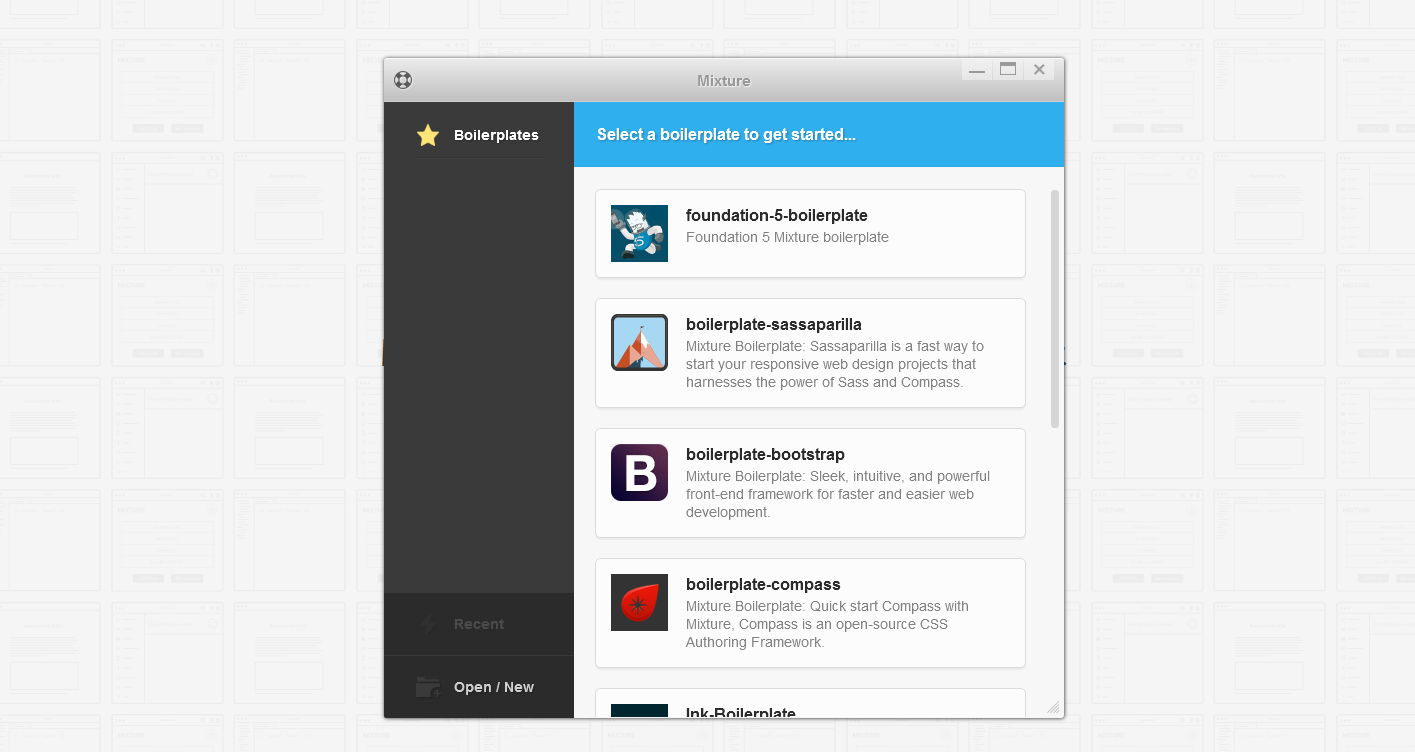 Mixture
Boilerplates
Select a boilerplate to get started...
foundation-5-boilerplate
Foundation 5 Mixture boilerplate
boilerplate-sassaparilla
Mixture Boilerplate: Sassaparilla is a fast way to
start your responsive web design projects that
harnesses the power of Sass and Compass.
B
boilerplate-bootstrap
Mixture Boilerplate: Sleek, intuitive, and powerful
front-end framework for faster and easier web
development.
boilerplate-compass
Mixture Boilerplate: Quick start Compass with
Mixture, Compass is an open-source CSS
Authoring Framework.
Ink-Boilerplate
Recent
Open / New